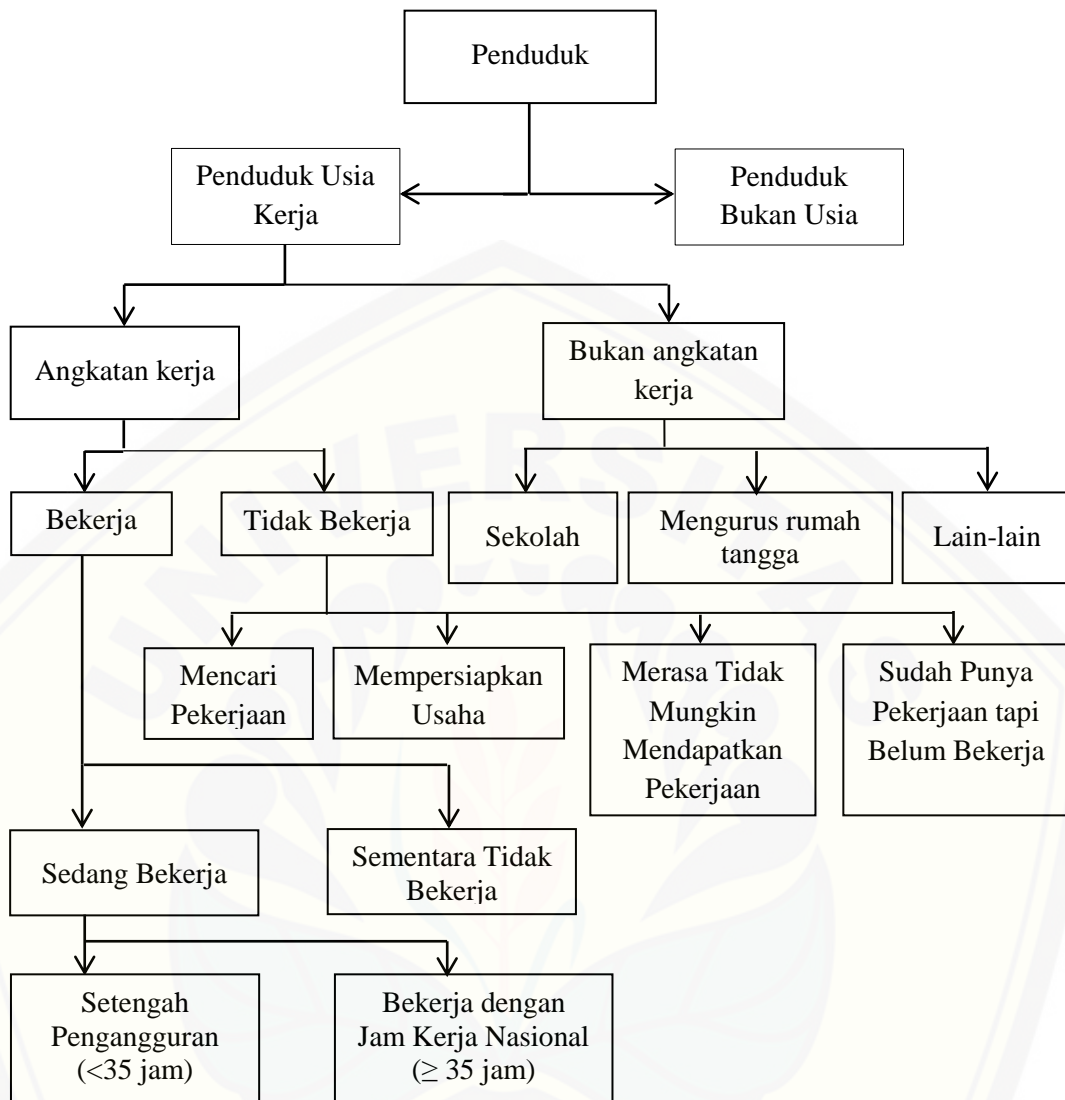 Penduduk
Penduduk Usia
Kerja
Penduduk
Bukan Usia
Angkatan kerja
Bukan angkatan
kerja
Bekerja
Tidak Bekerja
Sekolah
Mengurus rumah
tangga
Lain-lain
Mencari
Pekerjaan
Mempersiapkan
Usaha
Merasa Tidak
Mungkin
Mendapatkan
Pekerjaan
Sudah Punya
Pekerjaan tapi
Belum Bekerja
Sedang Bekerja
Sementara Tidak
Bekerja
Setengah
Pengangguran
(<35 jam)
Bekerja dengan
Jam Kerja Nasional
(≥ 35 jam)
UNIVERSITAS